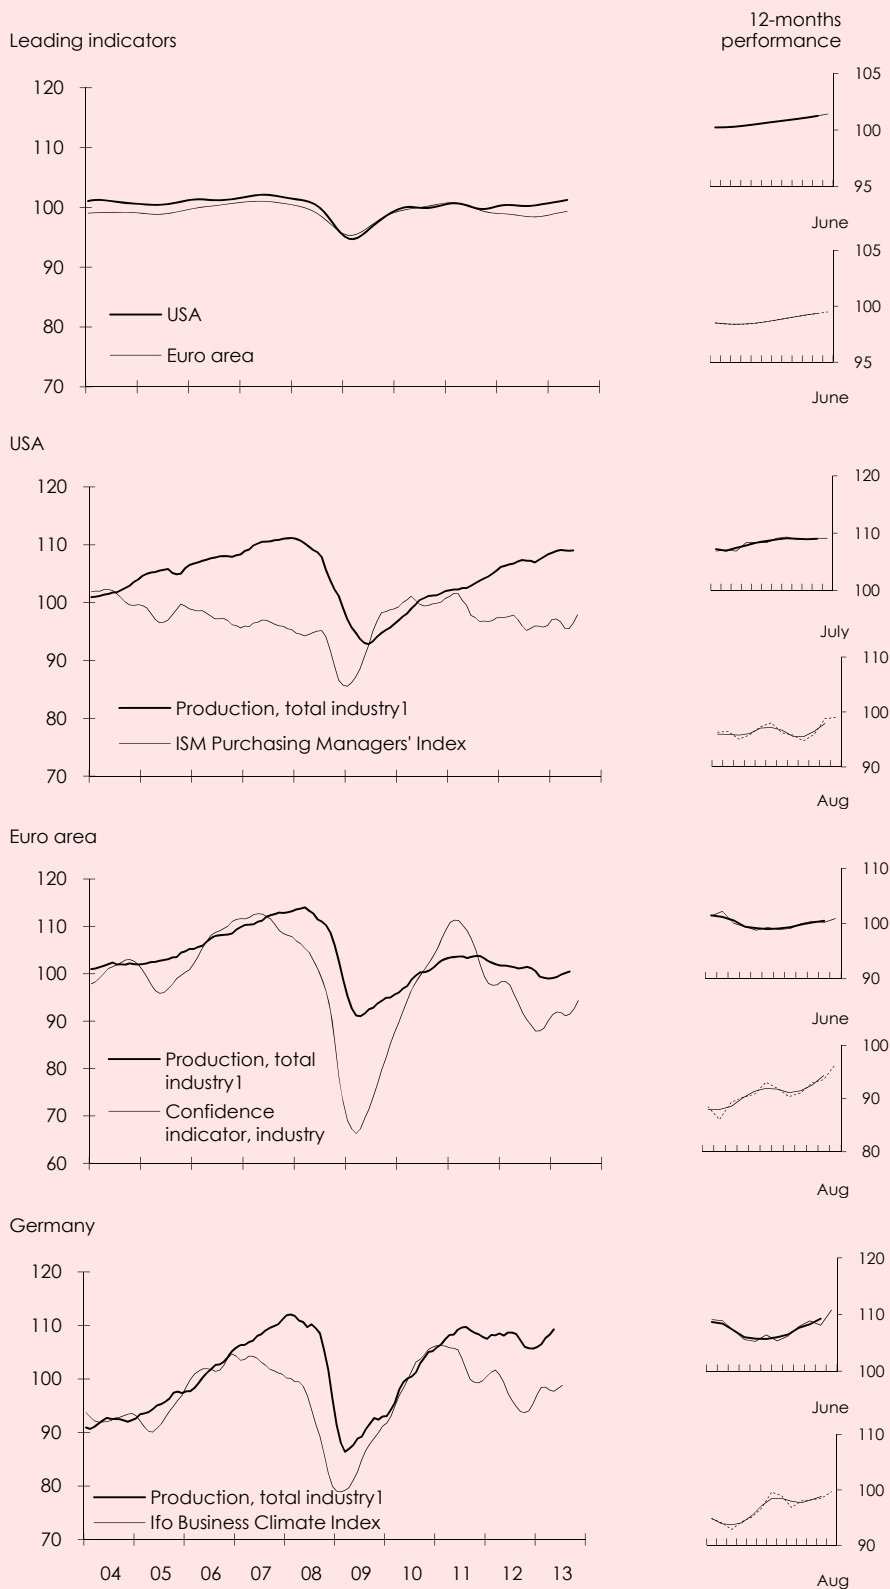 12-months
performance
Leading indicators
120
110
100
90
80
70
USA
Euro area
105
100
95
June
105
100
95
June
USA
120
110
100
90
80
70
Production, total industry1
ISM Purchasing Managers' Index
120
110
100
July
110
100
90
Aug
Euro area
120
110
100
90
80
70
60
Production, total
industry1
Confidence
indicator, industry
110
100
90
June
100
90
80
Aug
Germany
120
110
100
90
80
70
Production, total industry1
Ifo Business Climate Index
04 05 06 07 08 09 10 11 12 13
120
110
100
June
110
100
90
Aug